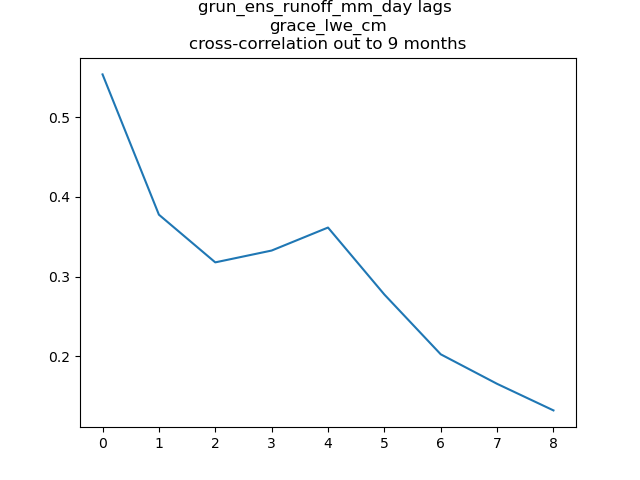 grun_ens_runoff_mm_day lags
grace_lwe_cm
cross-correlation out to 9 months
0.5
0.4
0.3
0.2
0 1 2 3 4 5 6 7 8